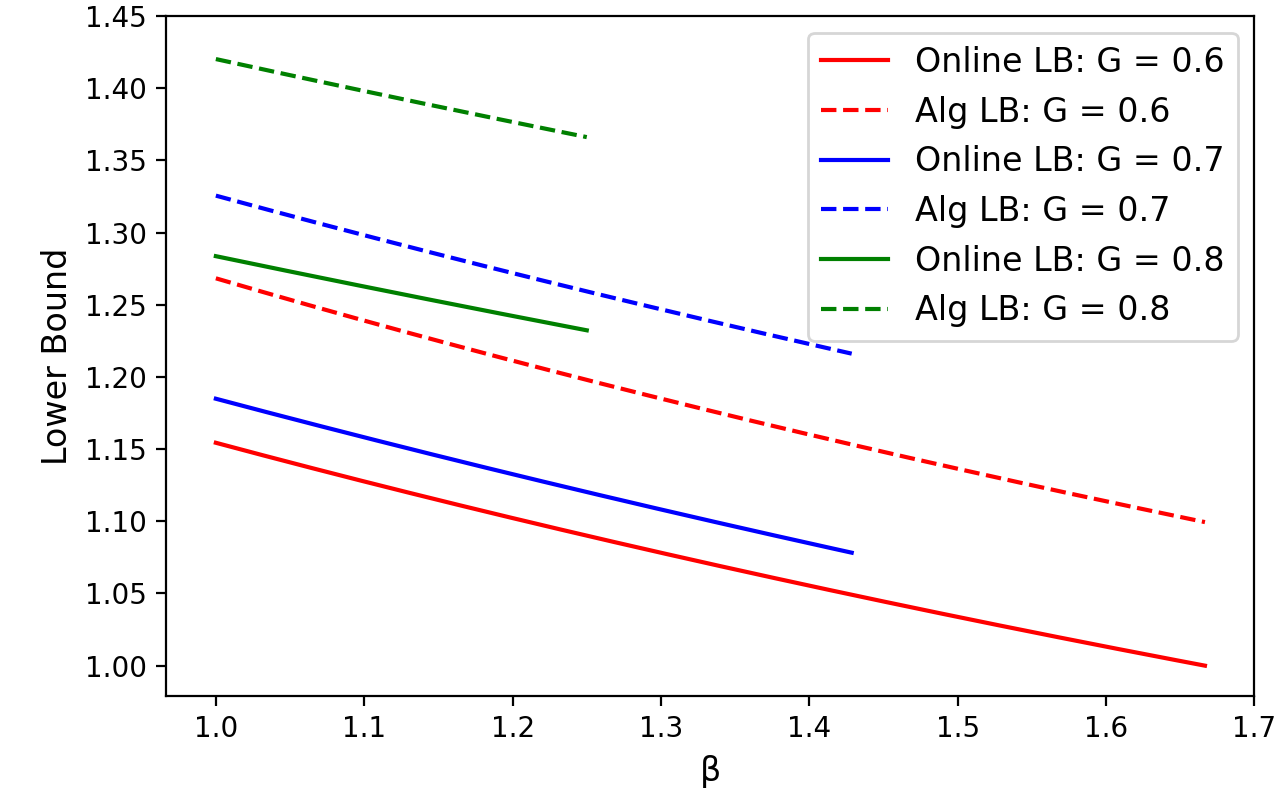 1.45
1.40
1.35
1.30
1.25
1.20
1.15
1.10
1.05
1.00
Lower Bound
Online LB: G = 0.6
Alg LB: G = 0.6
Online LB: G = 0.7
Alg LB: G = 0.7
Online LB: G = 0.8
Alg LB: G = 0.8
1.0 1.1 1.2 1.3 1.4 1.5 1.6 1.7
β